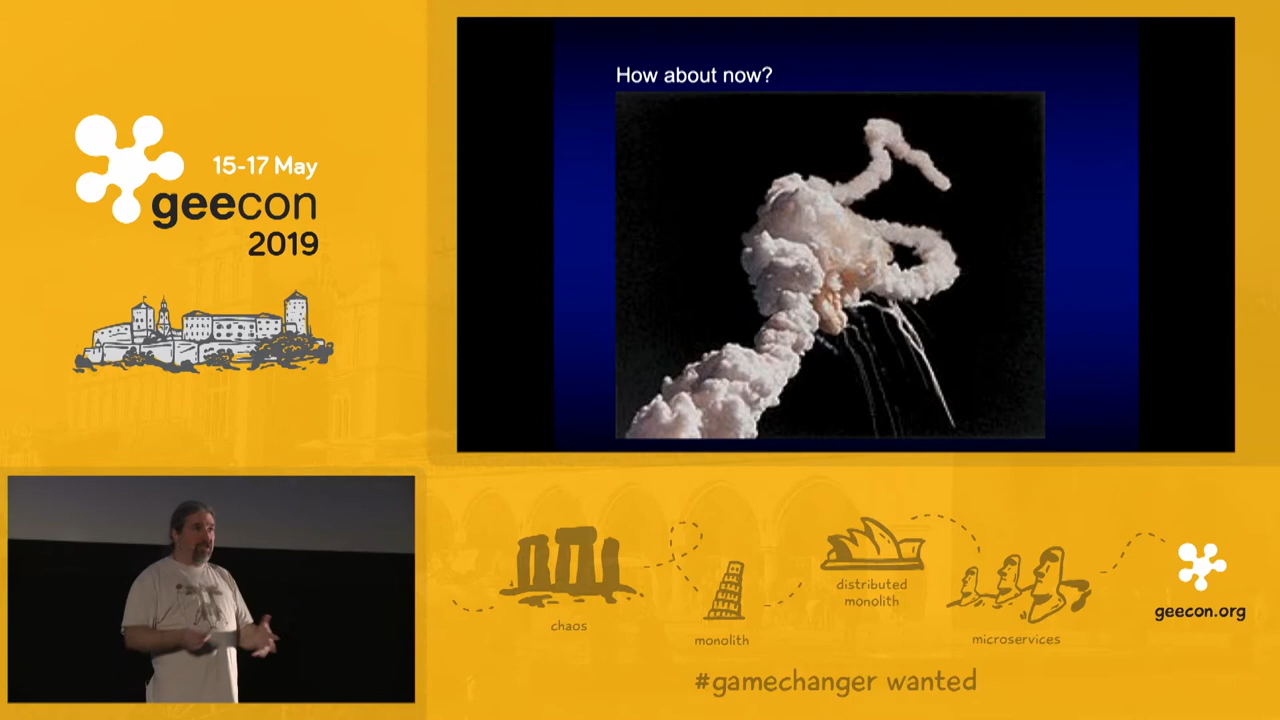 15-17 May
geecon
2019
How about now?
chaos
monolith
distributed
monolith
microservices
geecon.org
#gamechanger wanted